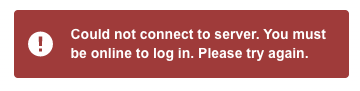 Could not connect to server. You must
be online to log in. Please try again.